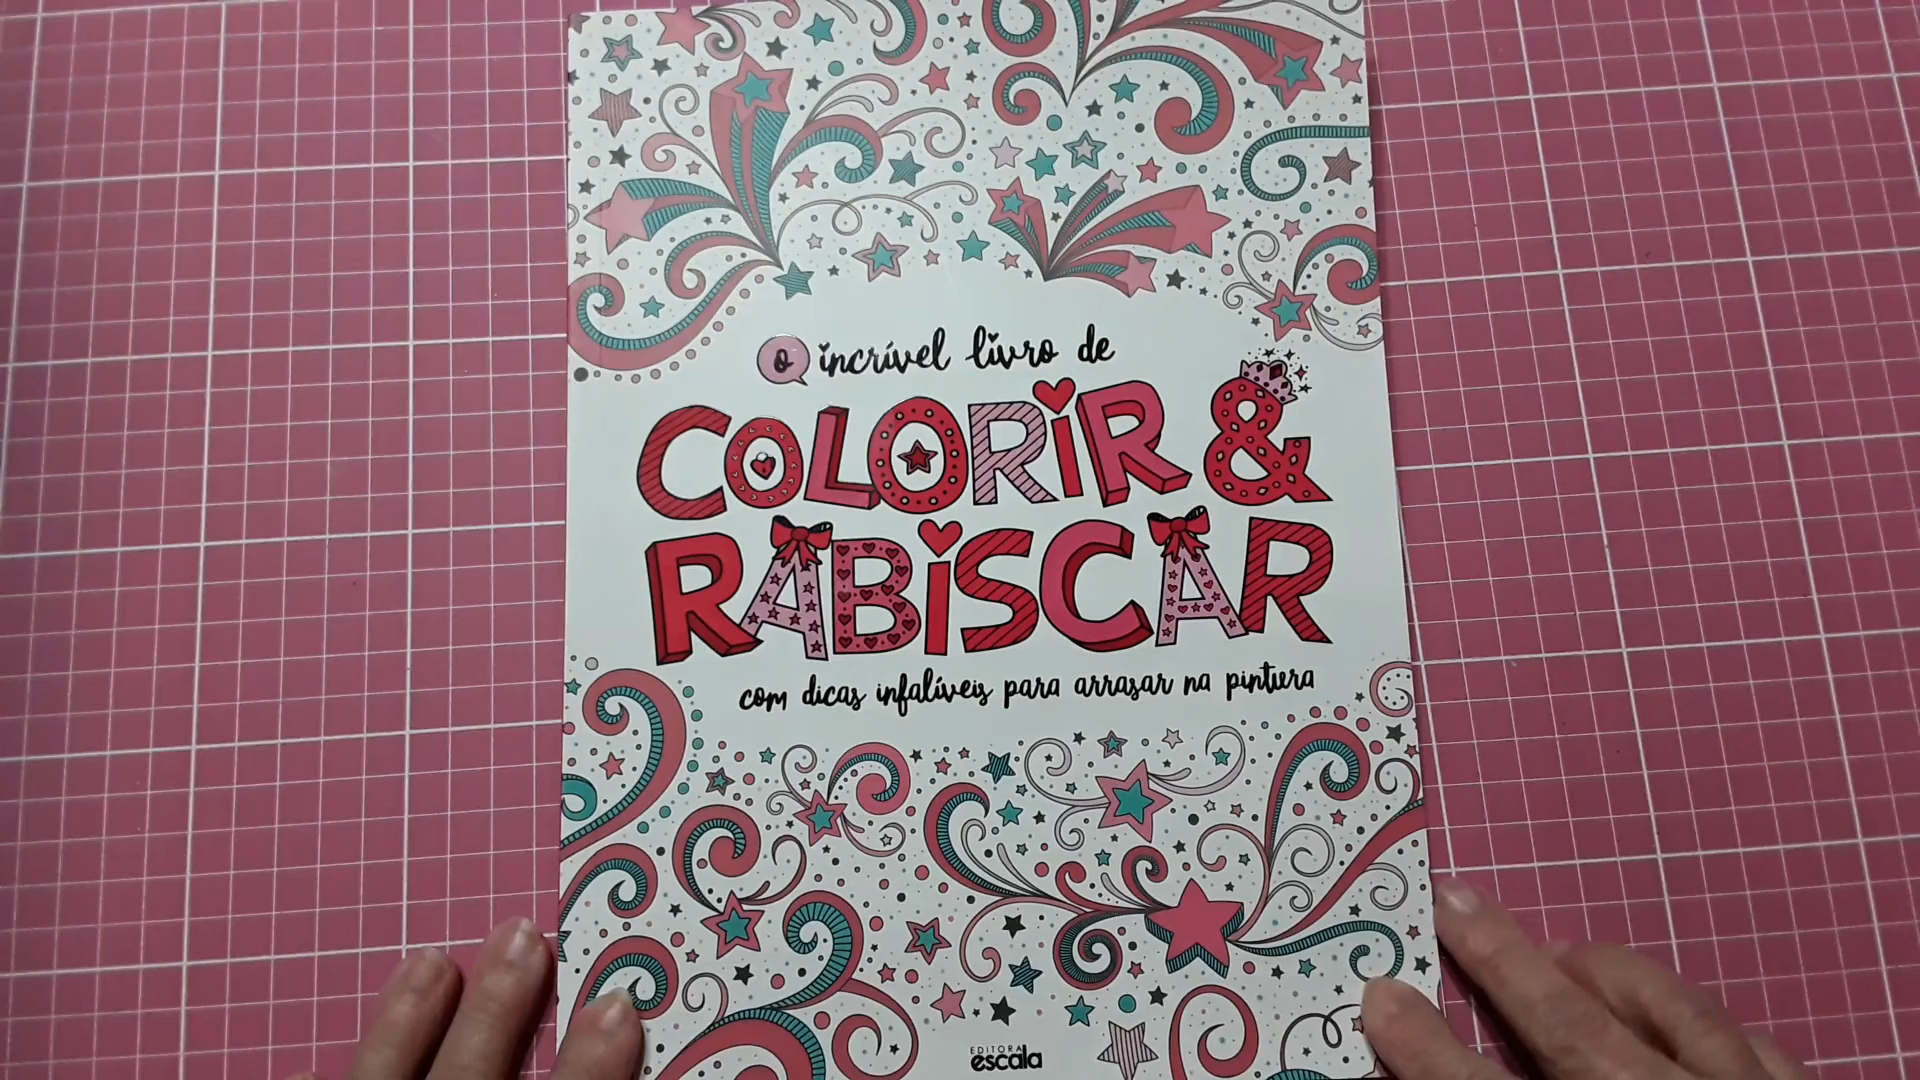 o incrível livro de
COLORIR &
RABISCAR
com dicas infalíveis para arrasar na pintura
EDITORA
escala